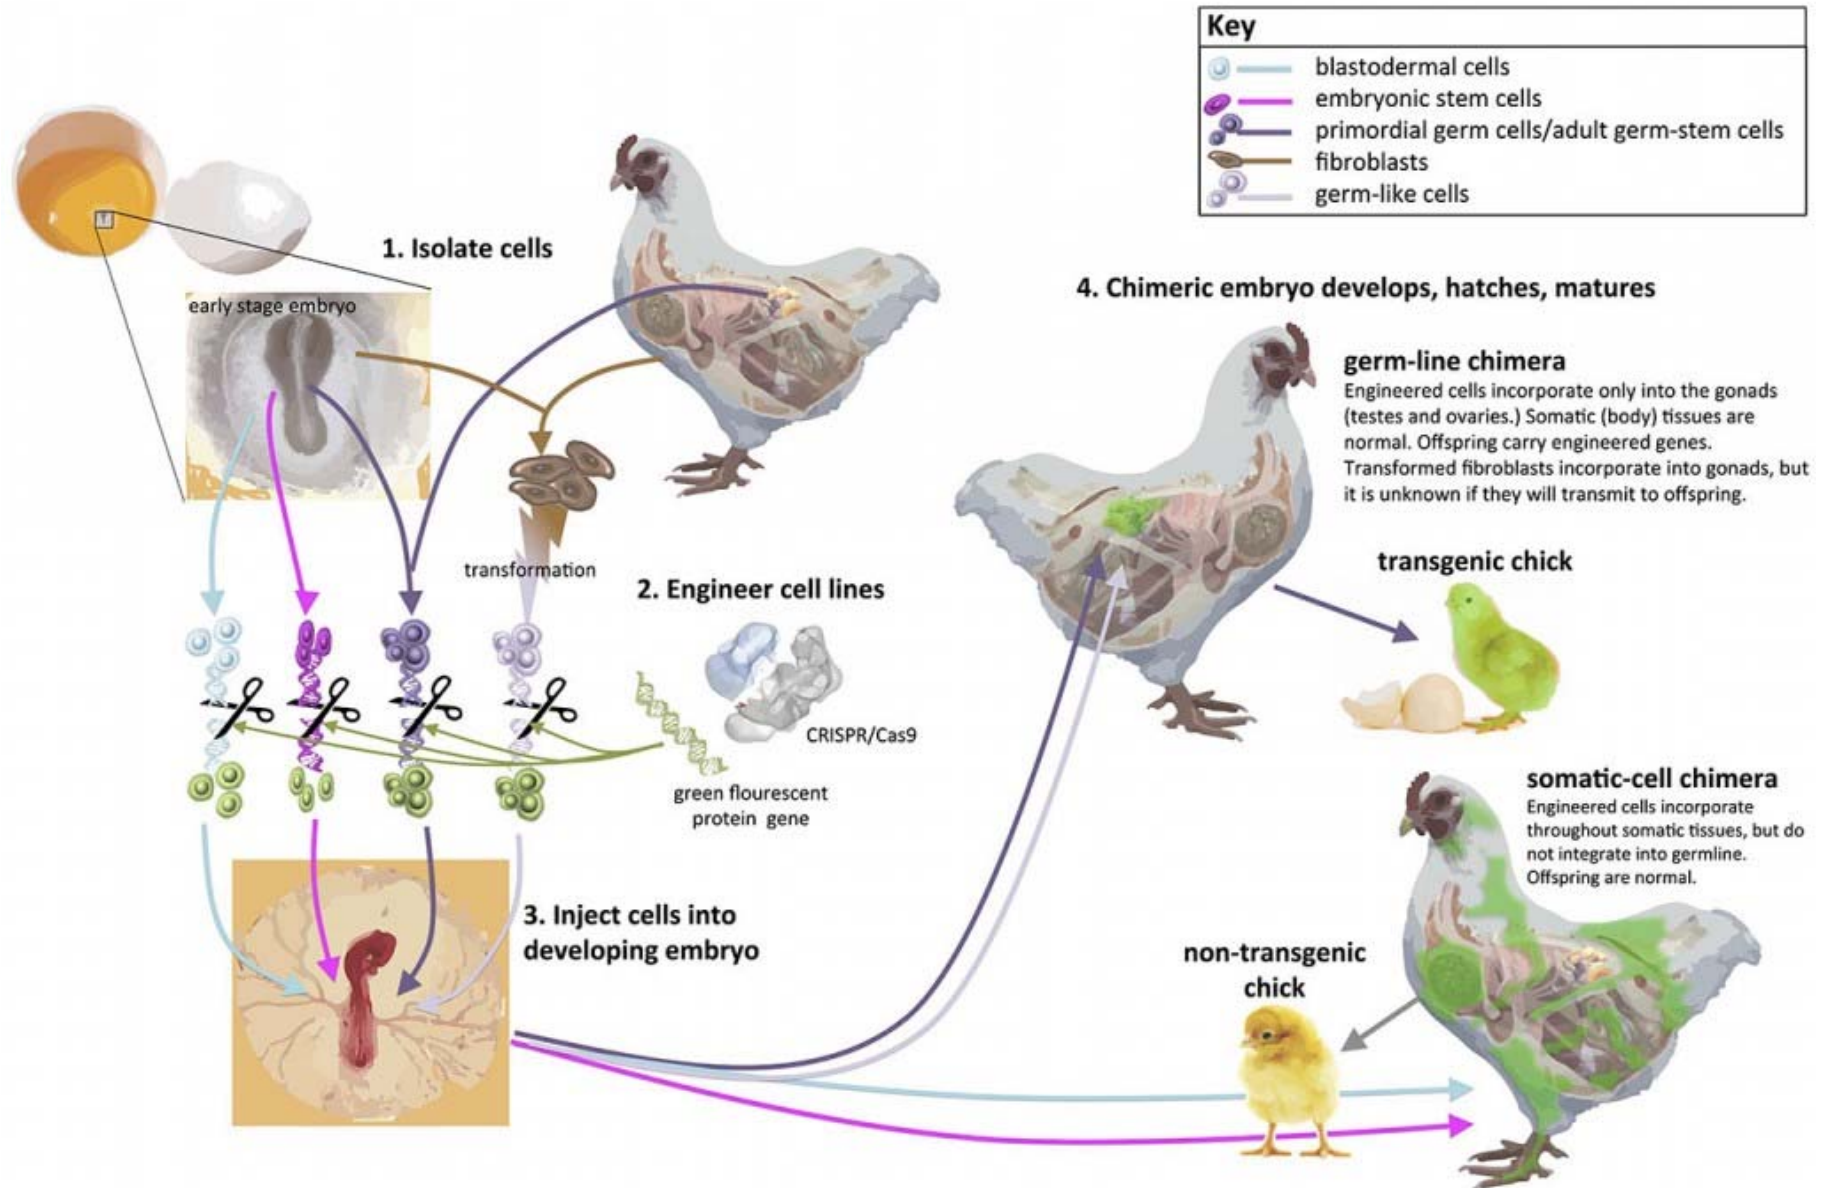 Key
blastodermal cells
embryonic stem cells
primordial germ cells/adult germ-stem cells
fibroblasts
germ-like cells
1. Isolate cells
early stage embryo
transformation
2. Engineer cell lines
CRISPR/Cas9
green flourescent
protein gene
3. Inject cells into
developing embryo
4. Chimeric embryo develops, hatches, matures
germ-line chimera
Engineered cells incorporate only into the gonads
(testes and ovaries.) Somatic (body) tissues are
normal. Offspring carry engineered genes.
Transformed fibroblasts incorporate into gonads, but
it is unknown if they will transmit to offspring.
transgenic chick
somatic-cell chimera
Engineered cells incorporate
throughout somatic tissues, but do
not integrate into germline.
Offspring are normal.
non-transgenic
chick